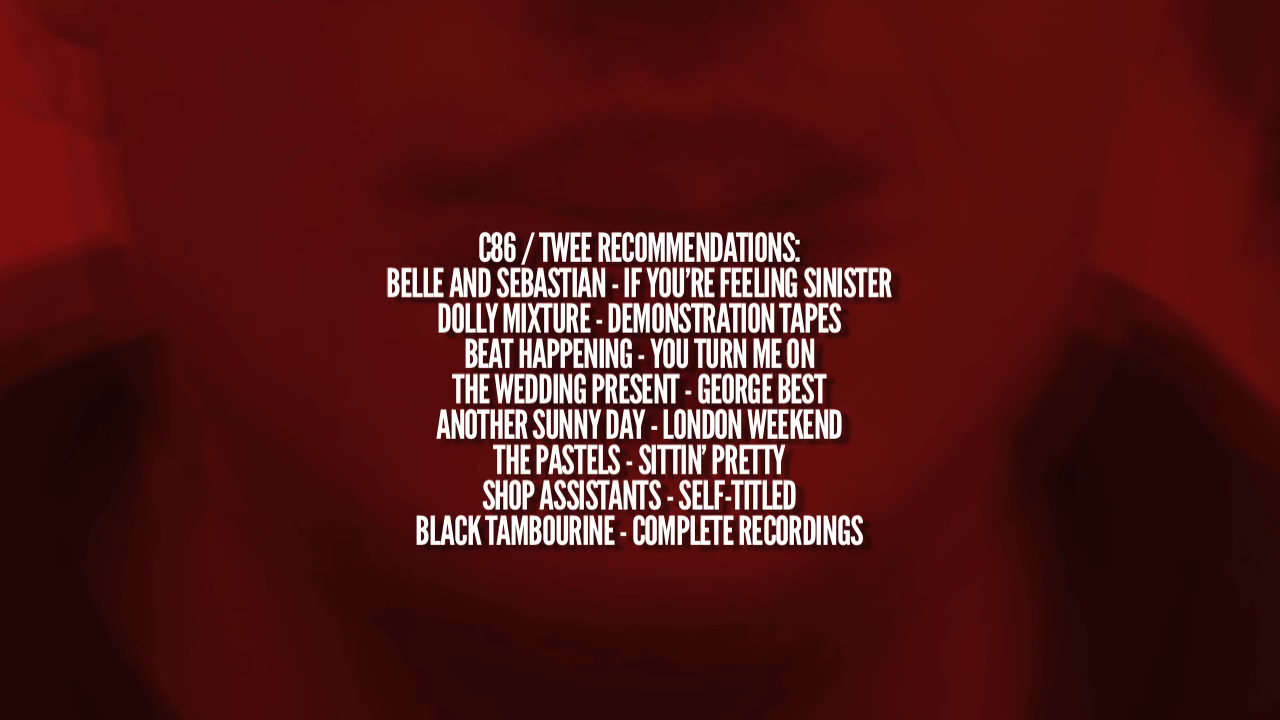 C86 / TWEE RECOMMENDATIONS:
BELLE AND SEBASTIAN - IF YOU'RE FEELING SINISTER
DOLLY MIXTURE - DEMONSTRATION TAPES
BEAT HAPPENING - YOU TURN ME ON
THE WEDDING PRESENT - GEORGE BEST
ANOTHER SUNNY DAY - LONDON WEEKEND
THE PASTELS - SITTIN' PRETTY
SHOP ASSISTANTS - SELF-TITLED
BLACK TAMBOURINE - COMPLETE RECORDINGS